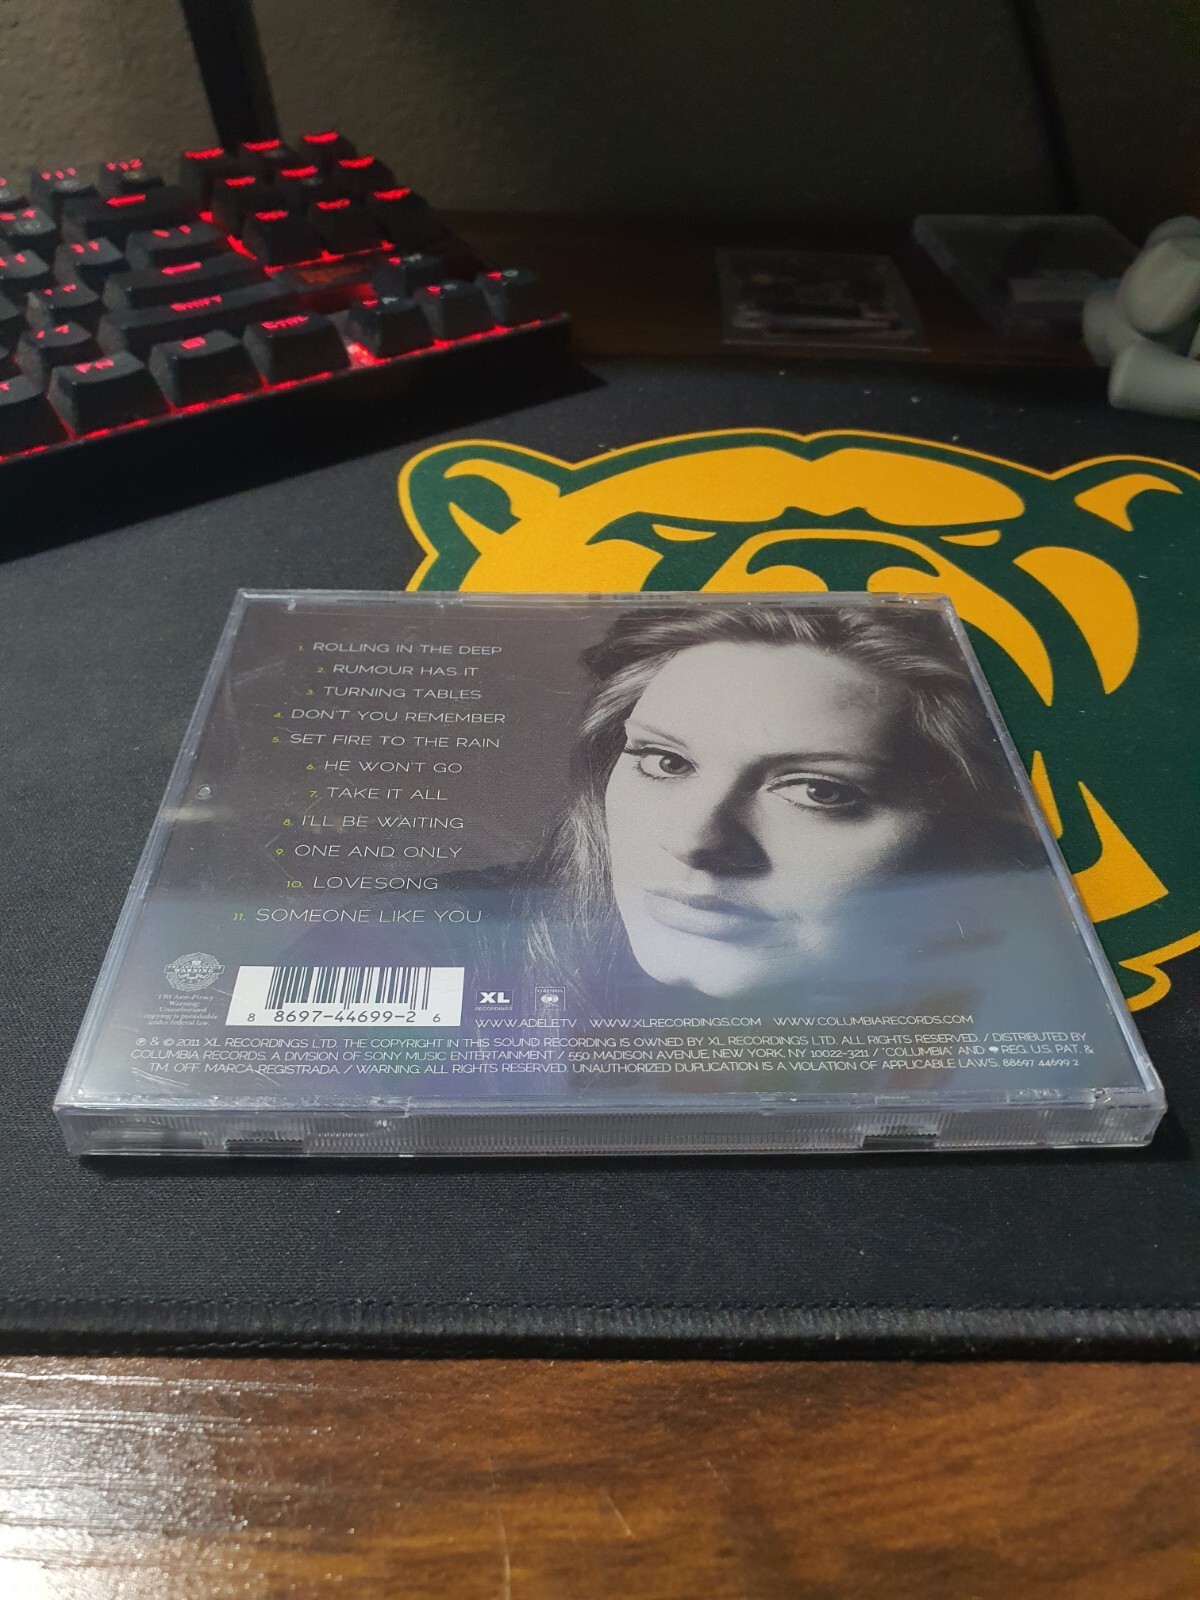 F11 F12
SHIFT
CTRL
FN
1. ROLLING IN THE DEEP
2. RUMOUR HAS IT
3. TURNING TABLES
4. DON'T YOU REMEMBER
5. SET FIRE TO THE RAIN
6. HE WON'T GO
7. TAKE IT ALL
8. I'LL BE WAITING
9. ONE AND ONLY
10. LOVESONG
11. SOMEONE LIKE YOU
WARNING
FBI Anti-Piracy
Warning:
Unauthorized
copying is punishable
under federal law.
8 8697-44699-2 6
XL
RECORDINGS
COLUMBIA
WWW.ADELE.TV WWW.XLRECORDINGS.COM WWW.COLUMBIARECORDS.COM
℗ & © 2011 XL RECORDINGS LTD. THE COPYRIGHT IN THIS SOUND RECORDING IS OWNED BY XL RECORDINGS LTD. ALL RIGHTS RESERVED. / DISTRIBUTED BY
COLUMBIA RECORDS, A DIVISION OF SONY MUSIC ENTERTAINMENT / 550 MADISON AVENUE, NEW YORK, NY 10022-3211 / "COLUMBIA" AND REG. U.S. PAT. &
TM. OFF. MARCA REGISTRADA. / WARNING: ALL RIGHTS RESERVED. UNAUTHORIZED DUPLICATION IS A VIOLATION OF APPLICABLE LAWS. 88697 44699 2